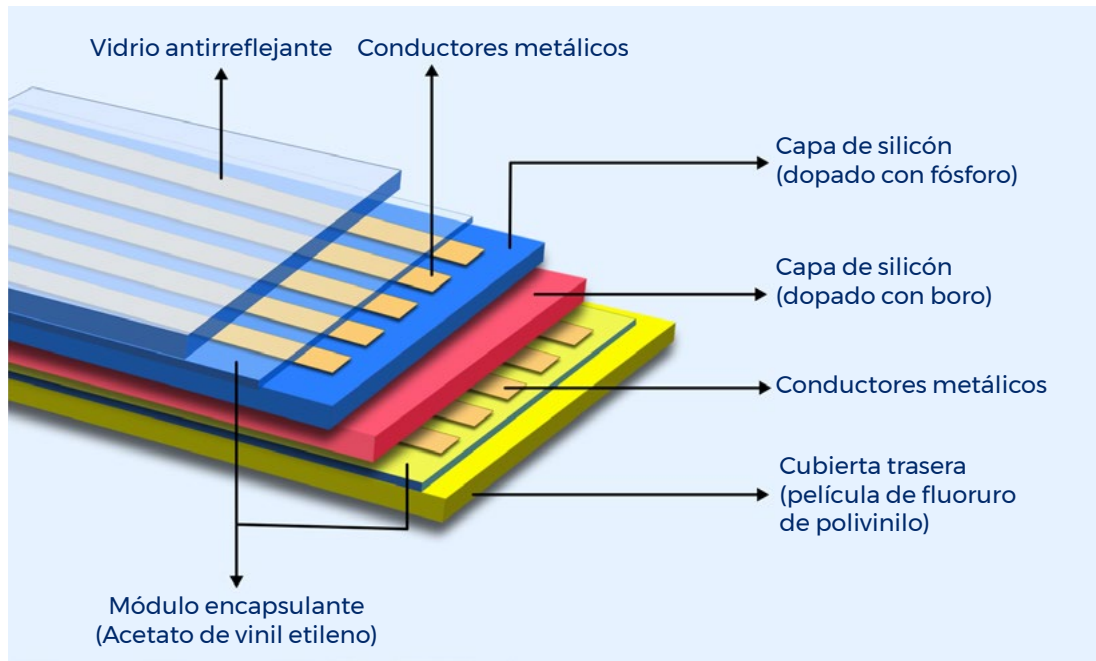 Vidrio antirreflejante
Conductores metálicos
Capa de silicón
(dopado con fósforo)
Capa de silicón
(dopado con boro)
Conductores metálicos
Cubierta trasera
(película de fluoruro
de polivinilo)
Módulo encapsulante
(Acetato de vinil etileno)